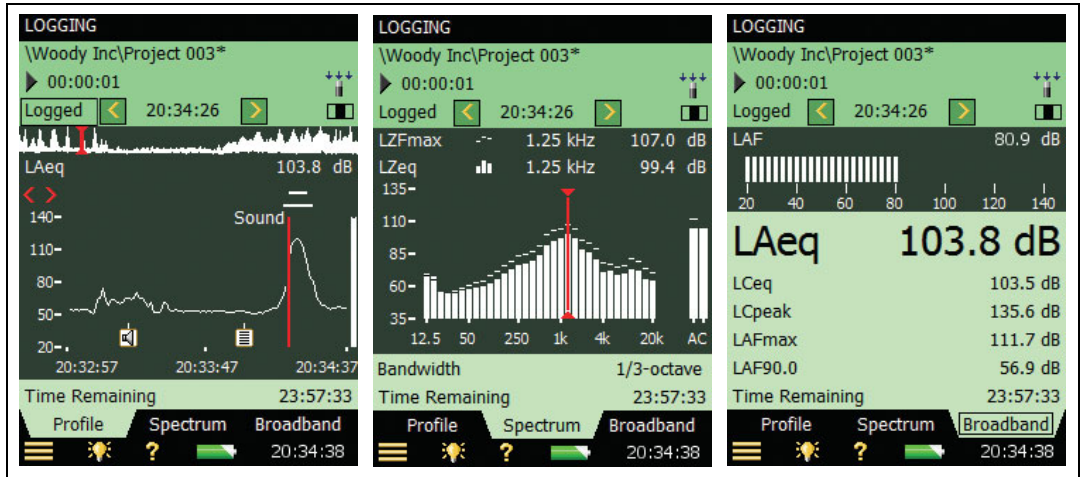 LOGGING
\Woody Inc\Project 003*
00:00:01
Logged < 20:34:26 >
LAeq 103.8 dB
< >
140-
Sound
110-
80-
50-
20-
20:32:57 20:33:47 20:34:37
Time Remaining 23:57:33
Profile Spectrum Broadband
? 20:34:38
LOGGING
\Woody Inc\Project 003*
00:00:01
Logged < 20:34:26 >
LZFmax 1.25 kHz 107.0 dB
LZeq 1.25 kHz 99.4 dB
135-
110-
85-
60-
35-
12.5 50 250 1k 4k 20k AC
Bandwidth 1/3-octave
Time Remaining 23:57:33
Profile Spectrum Broadband
? 20:34:38
LOGGING
\Woody Inc\Project 003*
00:00:01
Logged < 20:34:26 >
LAF 80.9 dB
20 40 60 80 100 120 140
LAeq 103.8 dB
LCeq 103.5 dB
LCpeak 135.6 dB
LAFmax 111.7 dB
LAF90.0 56.9 dB
Time Remaining 23:57:33
Profile Spectrum Broadband
? 20:34:38